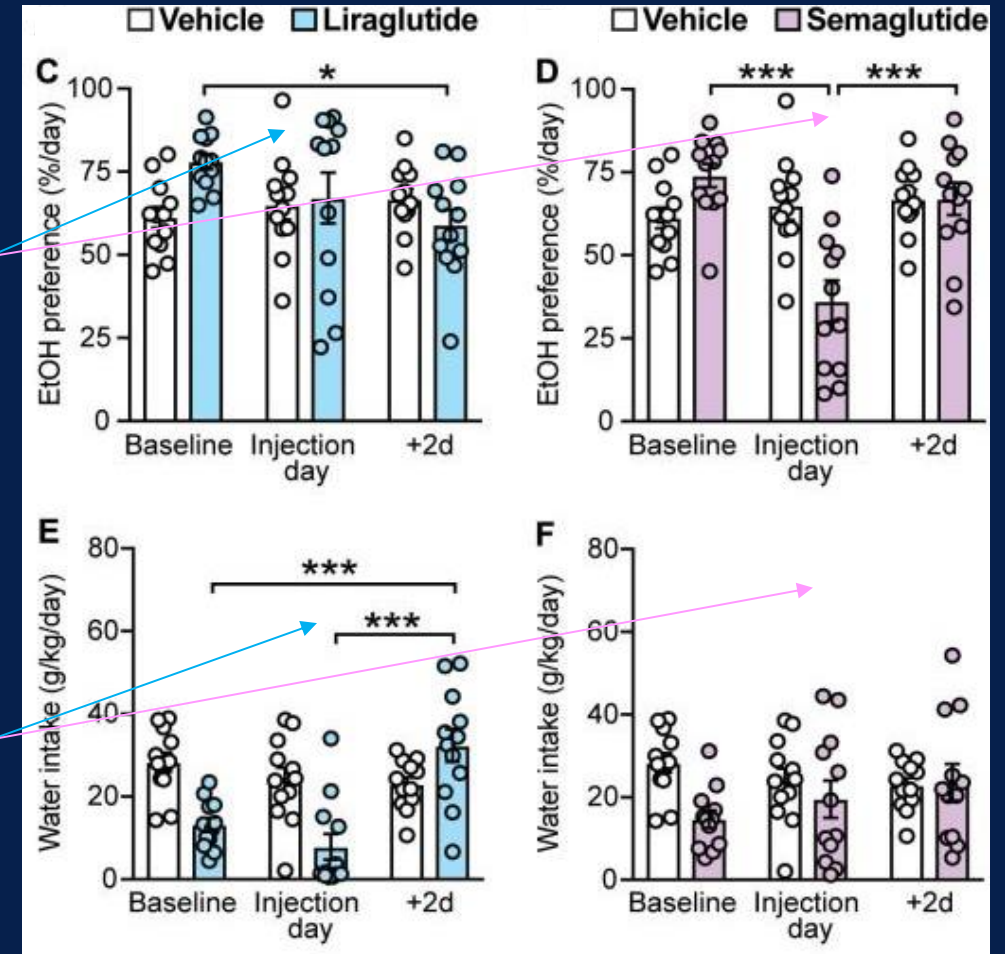 Vehicle Liraglutide
C
*
EtOH preference (%/day)
100
75
50
25
0
Baseline Injection day +2d
Vehicle Semaglutide
D
*** ***
EtOH preference (%/day)
100
75
50
25
0
Baseline Injection day +2d
E
***
***
Water intake (g/kg/day)
80
60
40
20
0
Baseline Injection day +2d
F
Water intake (g/kg/day)
80
60
40
20
0
Baseline Injection day +2d